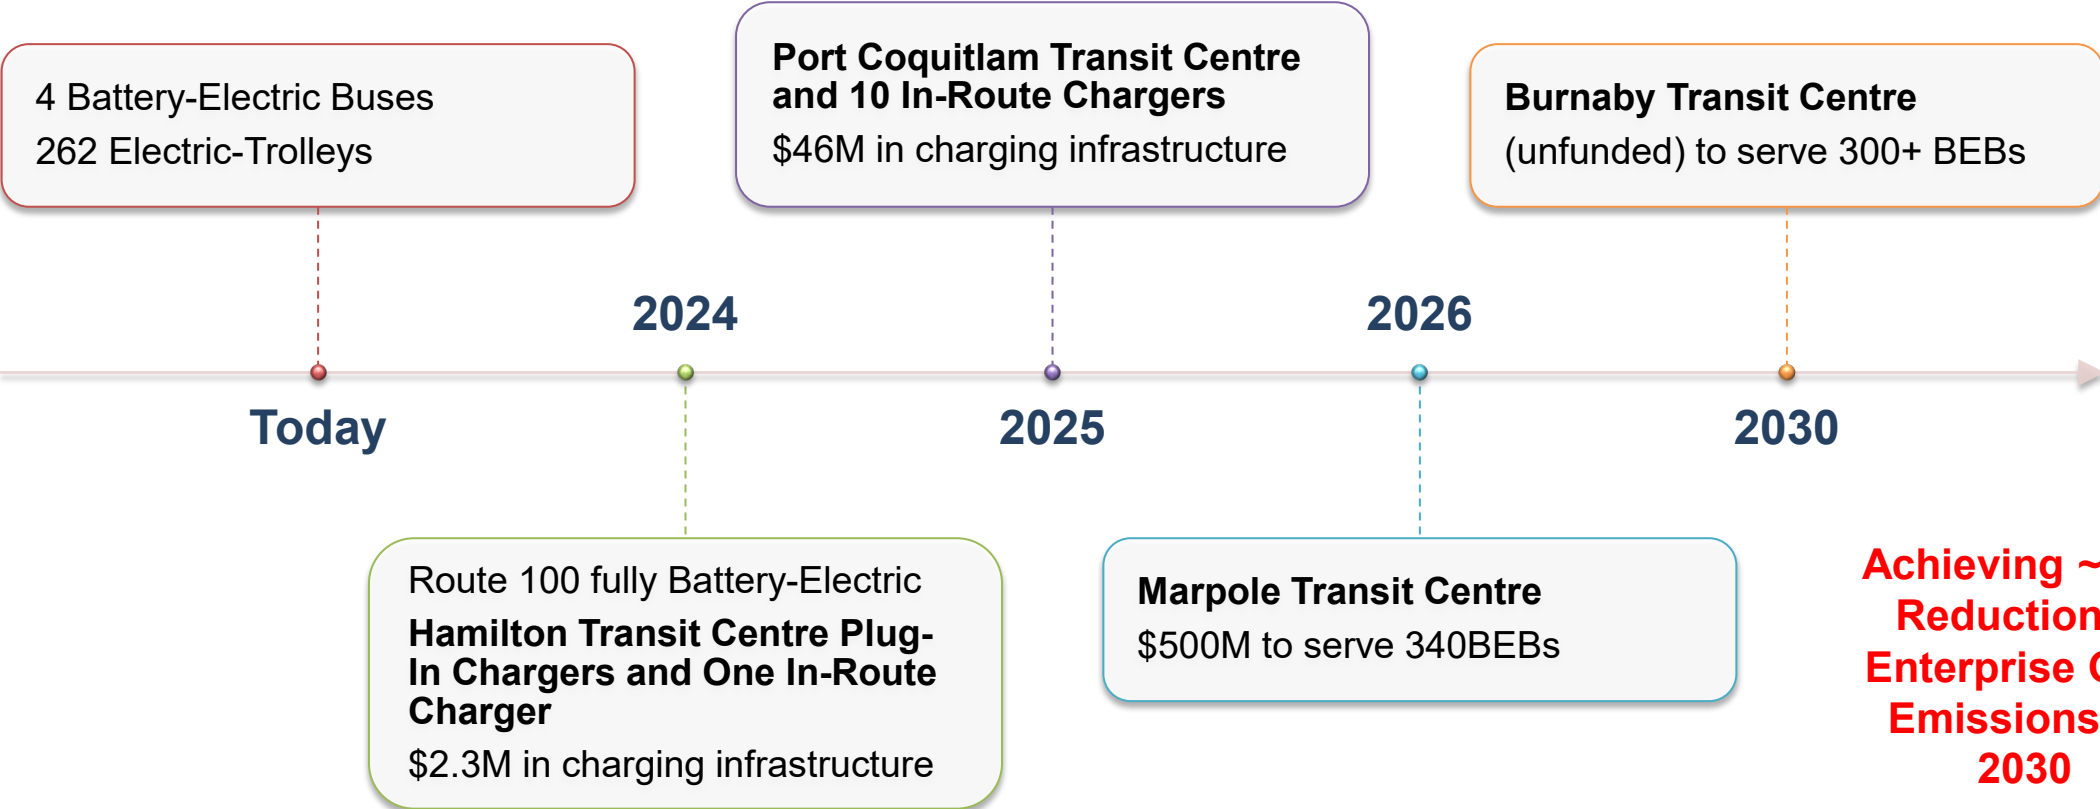 4 Battery-Electric Buses
262 Electric-Trolleys
Port Coquitlam Transit Centre
and 10 In-Route Chargers
$46M in charging infrastructure
Burnaby Transit Centre
(unfunded) to serve 300+ BEBs
2024
2026
Today
2025
2030
Route 100 fully Battery-Electric
Hamilton Transit Centre Plug-
In Chargers and One In-Route
Charger
$2.3M in charging infrastructure
Marpole Transit Centre
$500M to serve 340BEBs
Achieving ~
Reduction
Enterprise
Emissions
2030